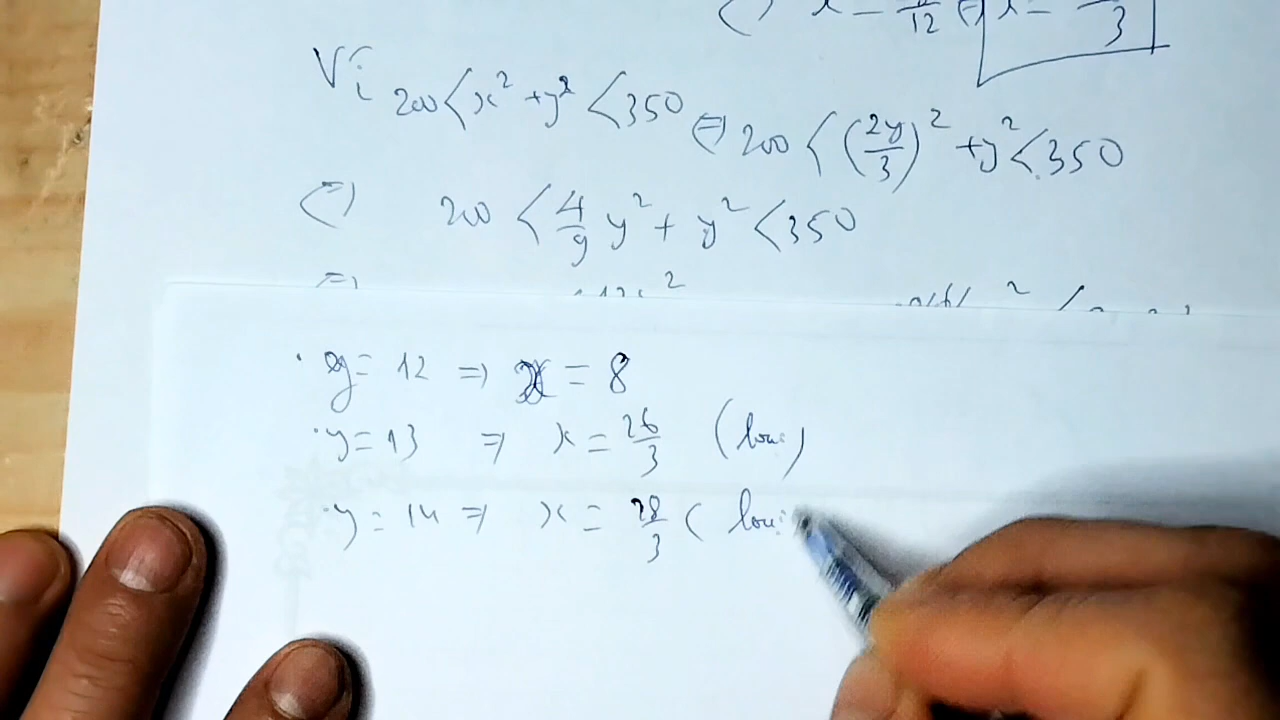 Vì 200 < x² + y² < 350 (=) 200 < (2y/3)² + y² < 350
(=) 200 < 4/9 y² + y² < 350
. y = 12 => x = 8
. y = 13 => x = 26/3 (loại)
. y = 14 => x = 28/3 (loại